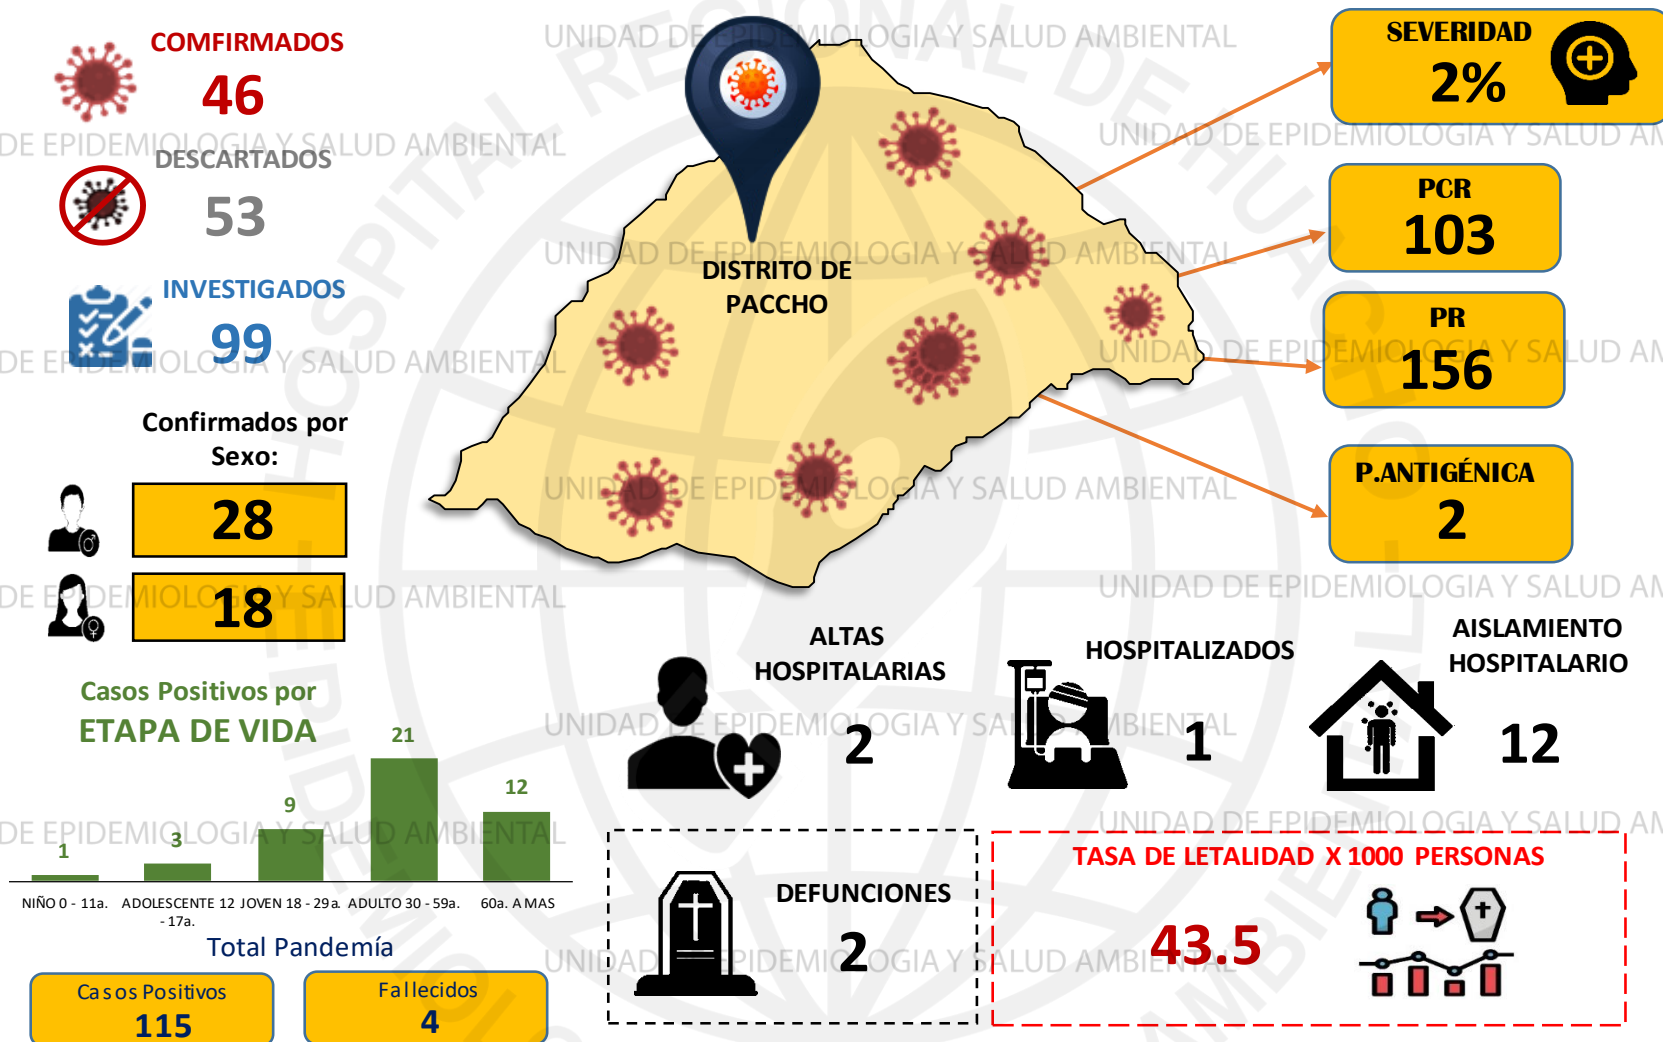 COMFIRMADOS
46
DESCARTADOS
53
INVESTIGADOS
99
Confirmados por
Sexo:
28
18
Casos Positivos por
ETAPA DE VIDA
1
3
9
21
12
NIÑO 0 - 11a.
ADOLESCENTE 12
- 17a.
JOVEN 18 - 29a.
ADULTO 30 - 59a.
60a. A MAS
Total Pandemía
Casos Positivos
115
Fallecidos
4
DISTRITO DE
PACCHO
SEVERIDAD
2%
PCR
103
PR
156
P.ANTIGÉNICA
2
ALTAS
HOSPITALARIAS
2
HOSPITALIZADOS
1
AISLAMIENTO
HOSPITALARIO
12
DEFUNCIONES
2
TASA DE LETALIDAD X 1000 PERSONAS
43.5
UNIDAD DE EPIDEMIOLOGIA Y SALUD AMBIENTAL
HOSPITAL REGIONAL DE HUACHO